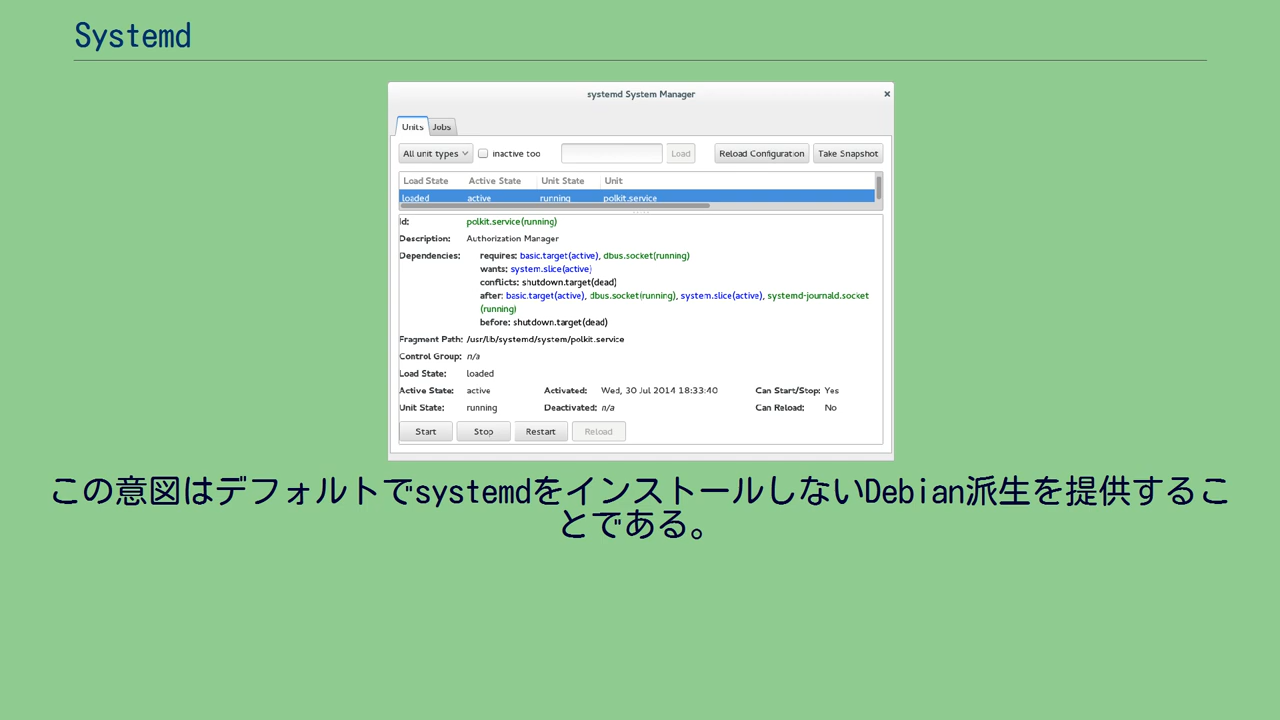 Systemd
systemd System Manager
Units Jobs
All unit types inactive too Load Reload Configuration Take Snapshot
Load State Active State Unit State Unit
loaded active running polkit.service
Id: polkit.service(running)
Description: Authorization Manager
Dependencies: requires: basic.target(active), dbus.socket(running)
wants: system.slice(active)
conflicts: shutdown.target(dead)
after: basic.target(active), dbus.socket(running), system.slice(active), systemd-journald.socket
(running)
before: shutdown.target(dead)
Fragment Path: /usr/lib/systemd/system/polkit.service
Control Group: n/a
Load State: loaded
Active State: active Activated: Wed, 30 Jul 2014 18:33:40 Can Start/Stop: Yes
Unit State: running Deactivated: n/a Can Reload: No
Start Stop Restart Reload
この意図はデフォルトでsystemdをインストールしないDebian派生を提供するこ
とである。